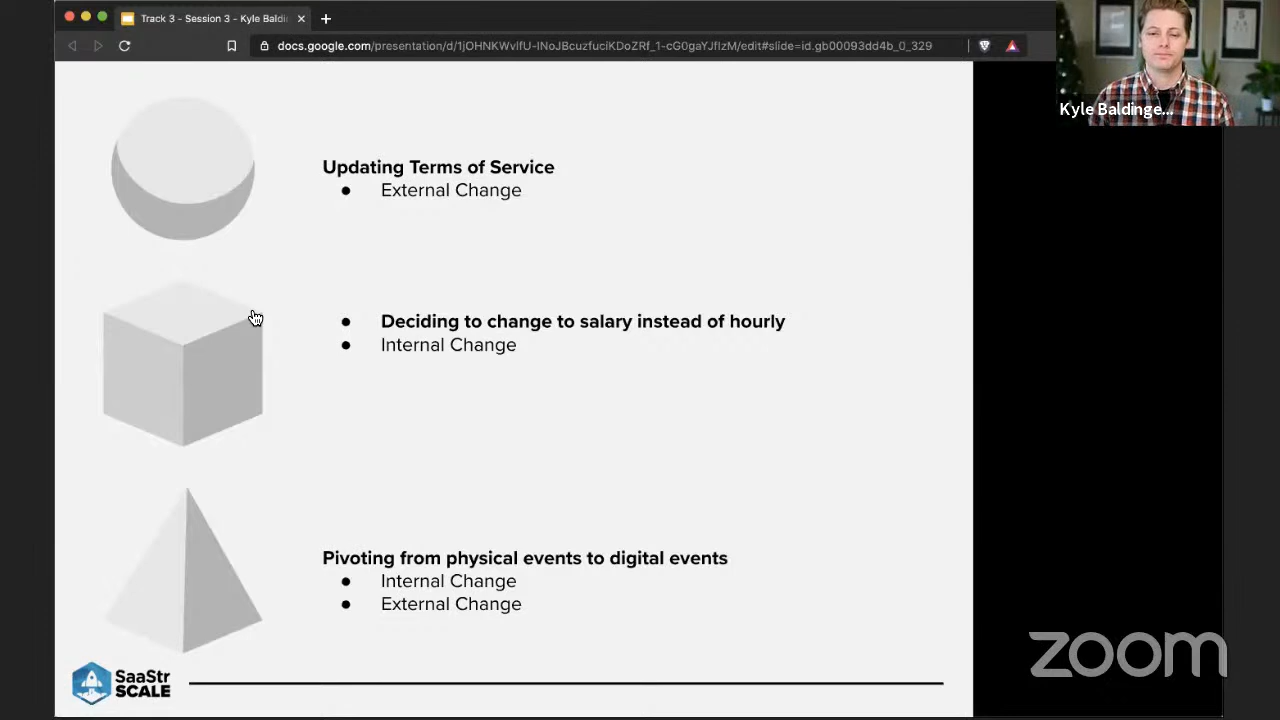 Track 3 - Session 3 - Kyle Baldin
docs.google.com/presentation/d/1jOHNKWvlfU-lNoJBcuzfuciKDoZRf_1-cG0gaYJfIzM/edit#slide=id.gb00093dd4b_0_329
Kyle Baldinge...
Updating Terms of Service
● External Change
● Deciding to change to salary instead of hourly
● Internal Change
Pivoting from physical events to digital events
● Internal Change
● External Change
SaaStr
SCALE
zoom